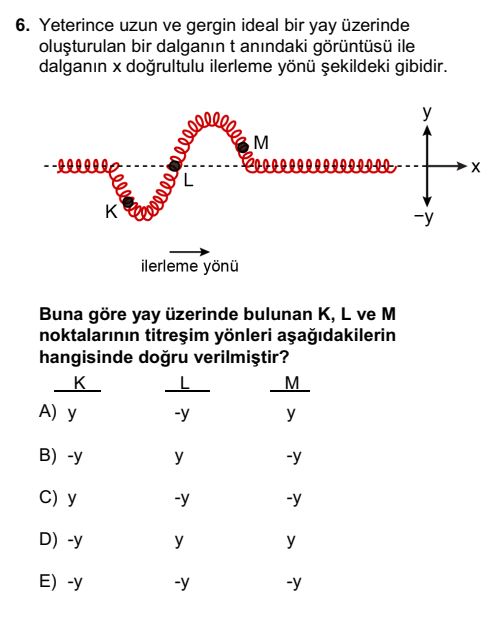 6. Yeterince uzun ve gergin ideal bir yay üzerinde
oluşturulan bir dalganın t anındaki görüntüsü ile
dalganın x doğrultulu ilerleme yönü şekildeki gibidir.
y
M
x
L
K
–y
ilerleme yönü
Buna göre yay üzerinde bulunan K, L ve M
noktalarının titreşim yönleri aşağıdakilerin
hangisinde doğru verilmiştir?
K L M
A) y -y y
B) -y y -y
C) y -y -y
D) -y y y
E) -y -y -y